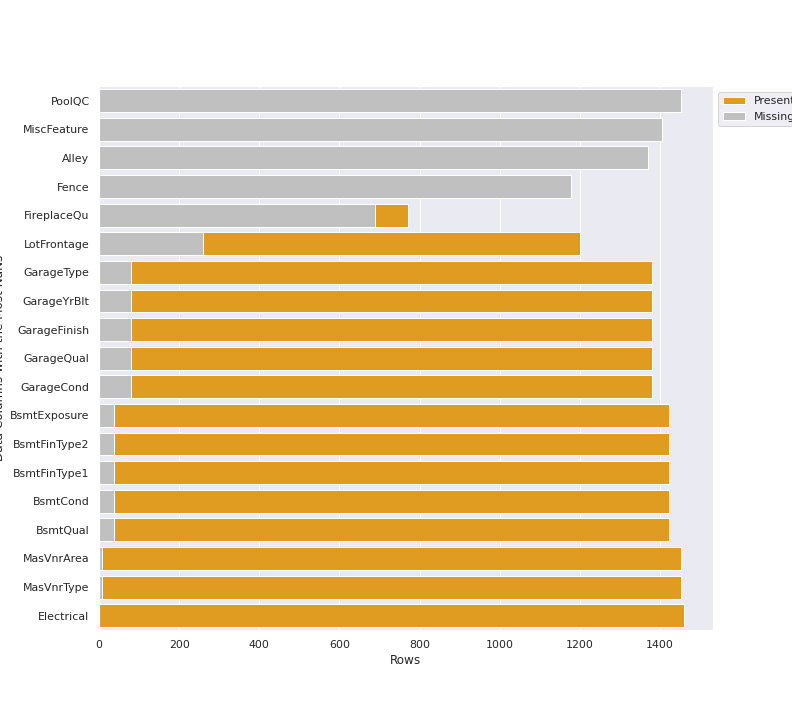 PoolQC
MiscFeature
Alley
Fence
FireplaceQu
LotFrontage
GarageType
GarageYrBlt
GarageFinish
GarageQual
GarageCond
BsmtExposure
BsmtFinType2
BsmtFinType1
BsmtCond
BsmtQual
MasVnrArea
MasVnrType
Electrical
0 200 400 600 800 1000 1200 1400
Rows
Present
Missing